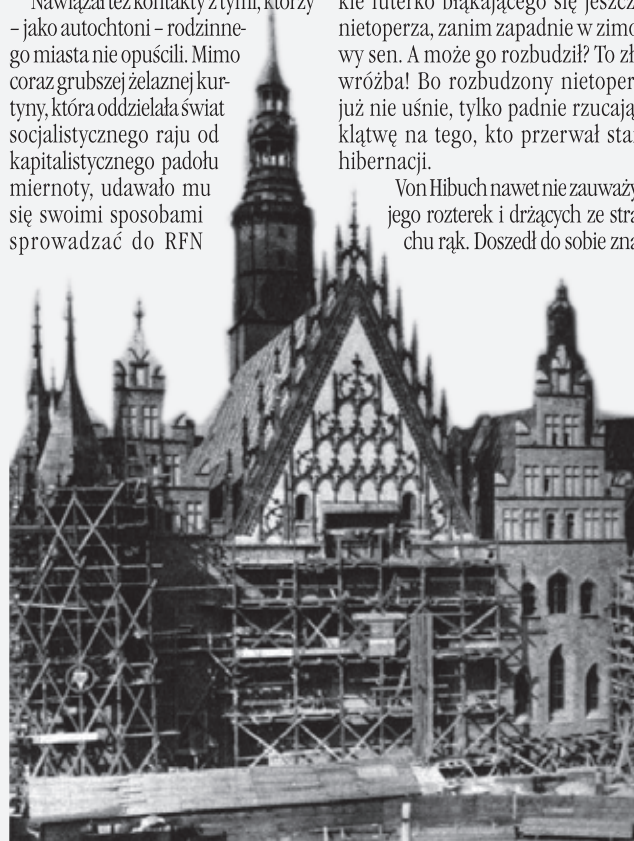 Nawiązał też kontakty z tymi, którzy
– jako autochtoni – rodzinne-
go miasta nie opuścili. Mimo
coraz grubszej żelaznej kur-
tyny, która oddzielała świat
socjalistycznego raju od
kapitalistycznego padołu
miernoty, udawało mu
się swoimi sposobami
sprowadzać do RFN
kie futerko błąkającego się jeszcz
nietoperza, zanim zapadnie w zimo
wy sen. A może go rozbudził? To zł
wróżba! Bo rozbudzony nietoper
już nie uśnie, tylko padnie rzucają
klątwę na tego, kto przerwał sta
hibernacji.
Von Hibuch nawet nie zauważy
jego rozterek i drżących ze stra
chu rąk. Doszedł do sobie zna